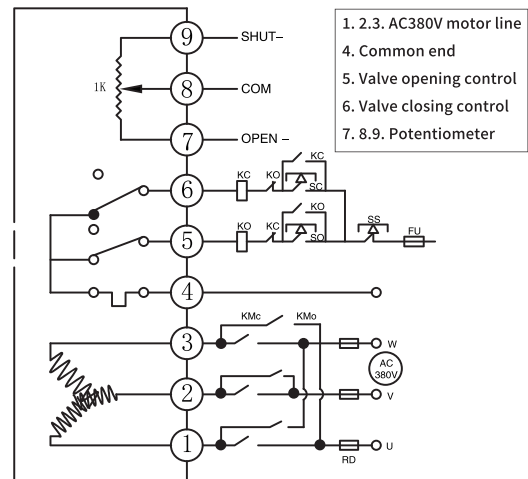 9 SHUT–
1. 2.3. AC380V motor line
4. Common end
5. Valve opening control
6. Valve closing control
7. 8.9. Potentiometer
1K
8 COM
7 OPEN –
KC
6 KC KO SC
KO
5 KO KC SO SS FU
4
KMc KMo
3 W
AC
380V
2 V
1 U
RD